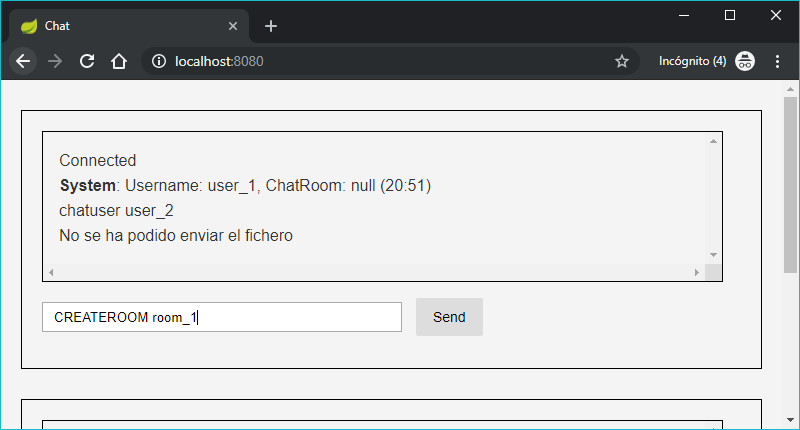 Chat
localhost:8080
Incógnito (4)
Connected
System: Username: user_1, ChatRoom: null (20:51)
chatuser user_2
No se ha podido enviar el fichero
CREATEROOM room_1
Send